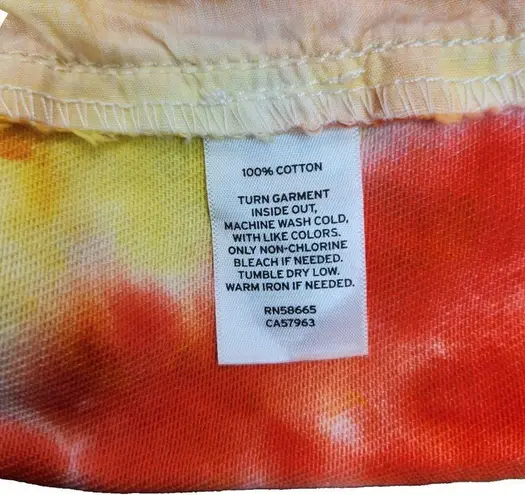 100% COTTON
TURN GARMENT
INSIDE OUT,
MACHINE WASH COLD,
WITH LIKE COLORS.
ONLY NON-CHLORINE
BLEACH IF NEEDED.
TUMBLE DRY LOW.
WARM IRON IF NEEDED.
RN58665
CA57963